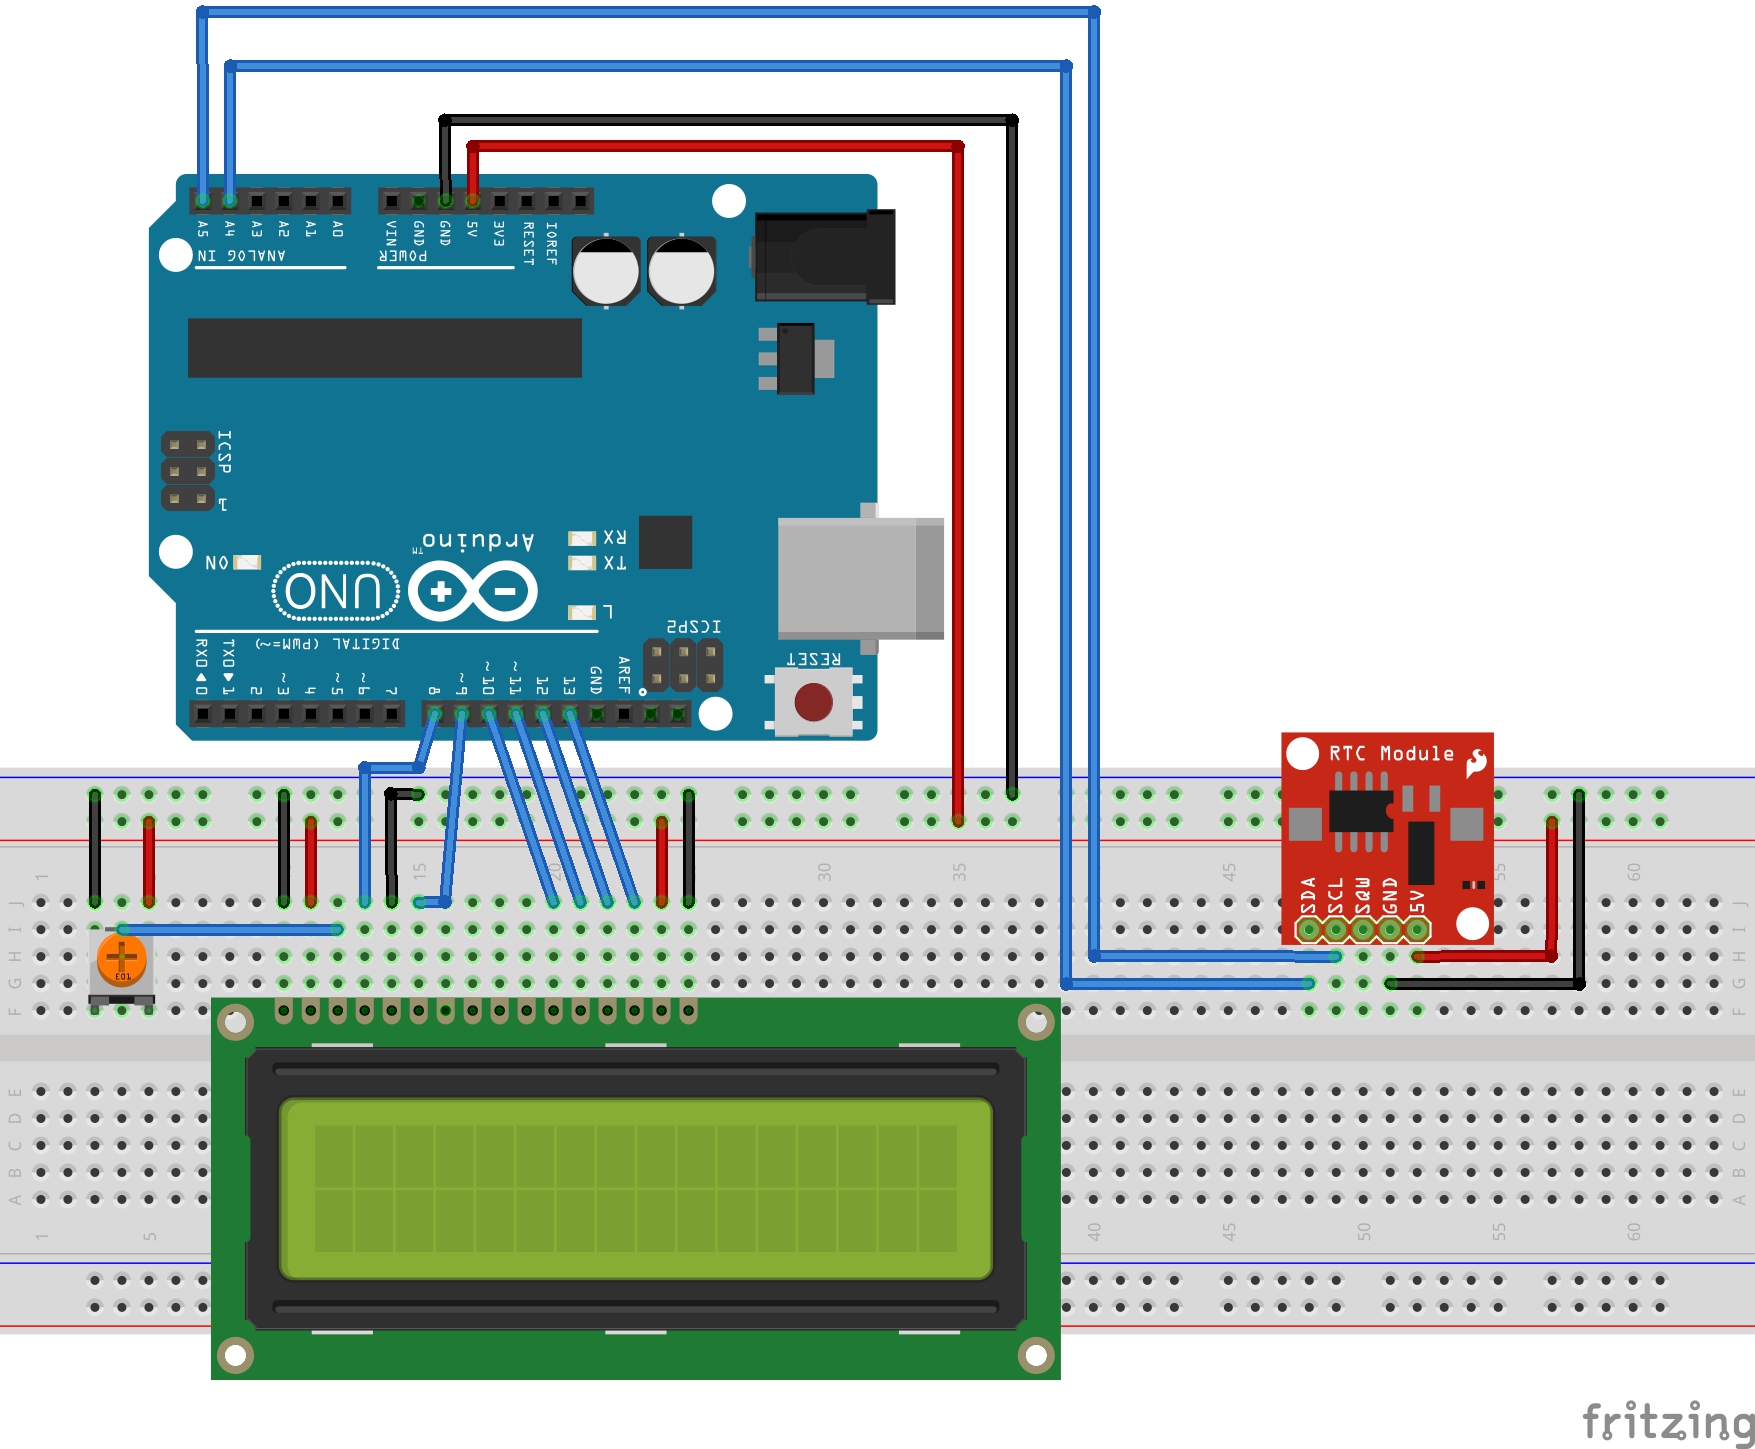 A5 A4 A3 A2 A1 A0
ANALOG IN
VIN GND GND 5V 3V3 RESET IOREF
POWER
ICSP
1
Arduino™
RX
TX
ON
UNO
L
ICSP2
DIGITAL (PWM=~)
RX0◄0 TX0►1 2 ~3 4 ~5 ~6 7 8 ~9 ~10 ~11 12 13 GND AREF
RESET
RTC Module
SDA SCL SQW GND 5V
1 15 20 30 35 45 55 60
J J
I I
H H
G G
F F
E E
D D
C C
B B
A A
1 5 40 45 50 55 60
fritzing